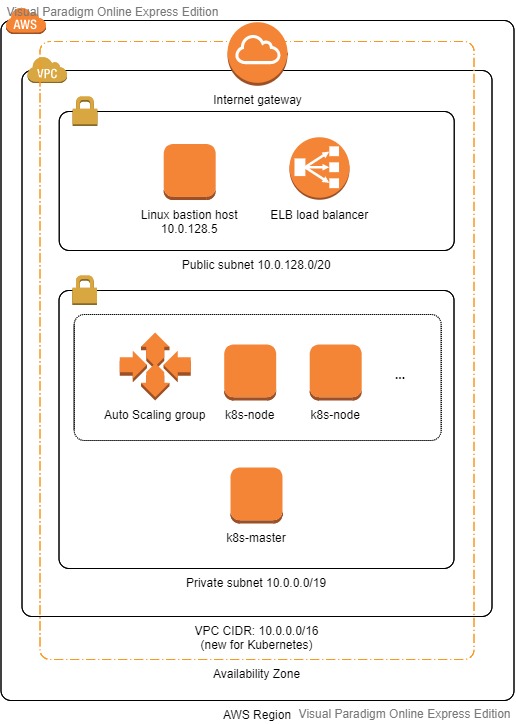 Visual Paradigm Online Express Edition
AWS
VPC
Internet gateway
Linux bastion host
10.0.128.5
ELB load balancer
Public subnet 10.0.128.0/20
Auto Scaling group
k8s-node
k8s-node
...
k8s-master
Private subnet 10.0.0.0/19
VPC CIDR: 10.0.0.0/16
(new for Kubernetes)
Availability Zone
AWS Region
Visual Paradigm Online Express Edition